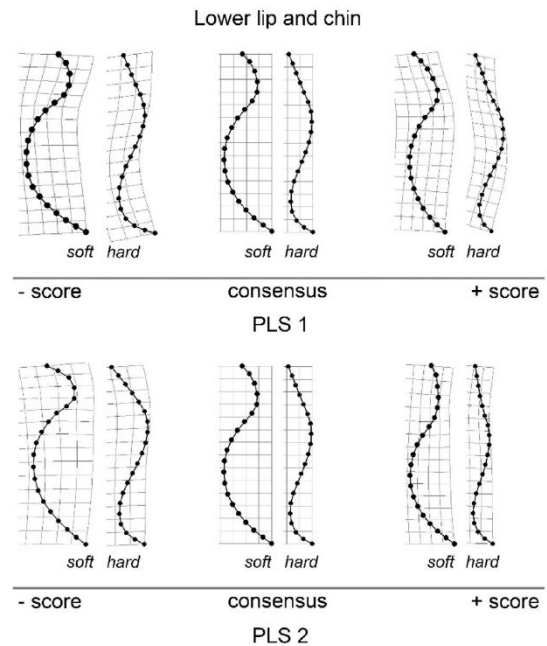 Lower lip and chin
soft hard soft hard soft hard
- score consensus + score
PLS 1
soft hard soft hard soft hard
- score consensus + score
PLS 2